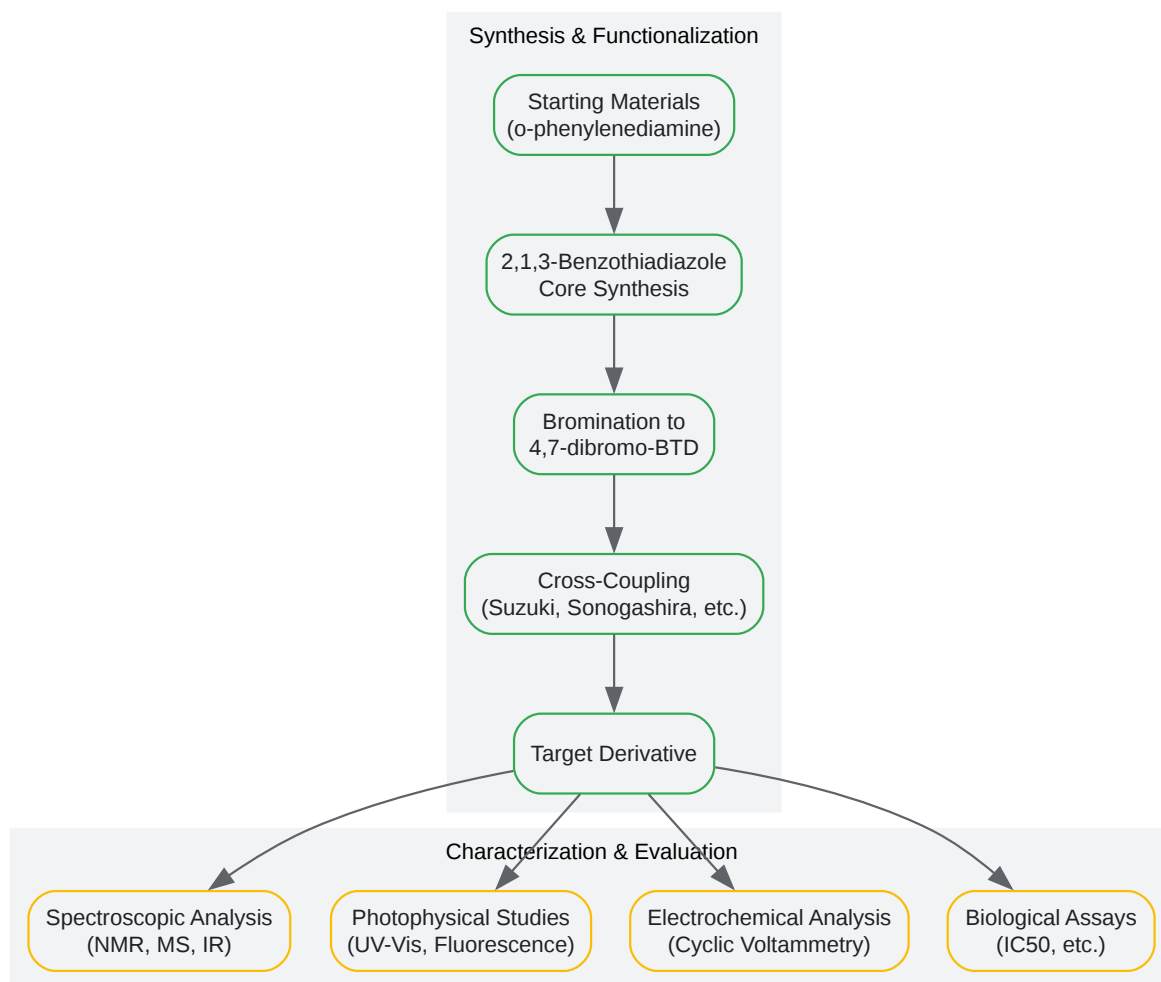 Synthesis & Functionalization
Starting Materials
(o-phenylenediamine)
2,1,3-Benzothiadiazole
Core Synthesis
Bromination to
4,7-dibromo-BTD
Cross-Coupling
(Suzuki, Sonogashira, etc.)
Target Derivative
Characterization & Evaluation
Spectroscopic Analysis
(NMR, MS, IR)
Photophysical Studies
(UV-Vis, Fluorescence)
Electrochemical Analysis
(Cyclic Voltammetry)
Biological Assays
(IC50, etc.)